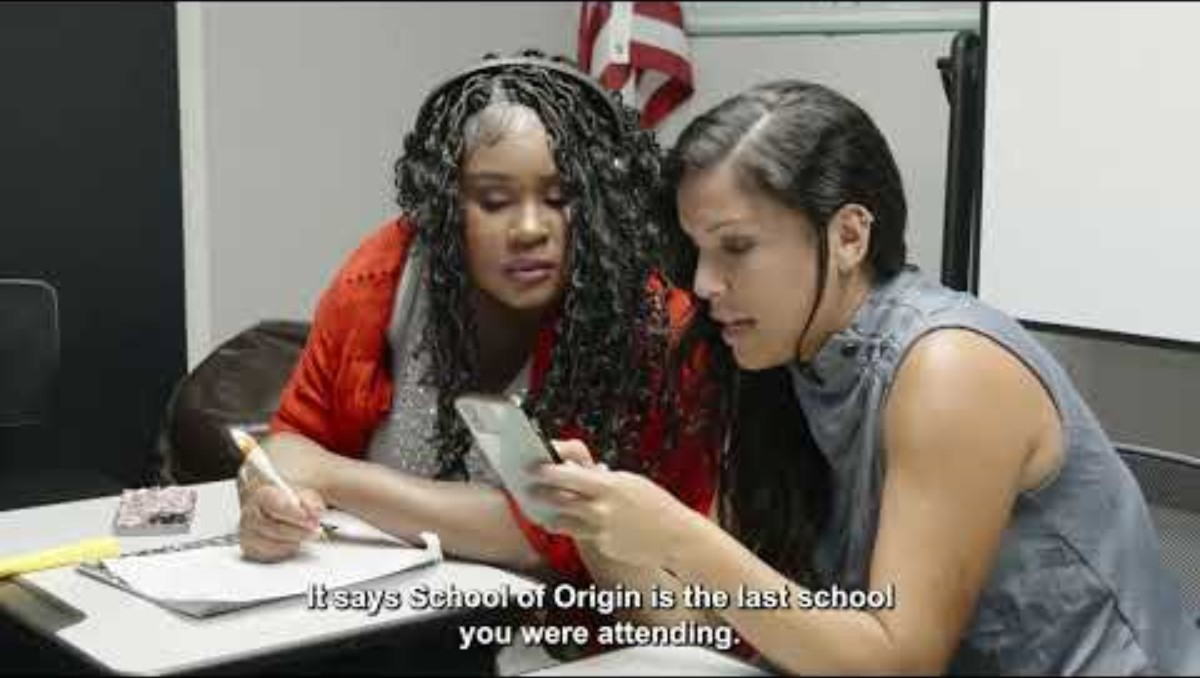 It says School of Origin is the last school
you were attending.